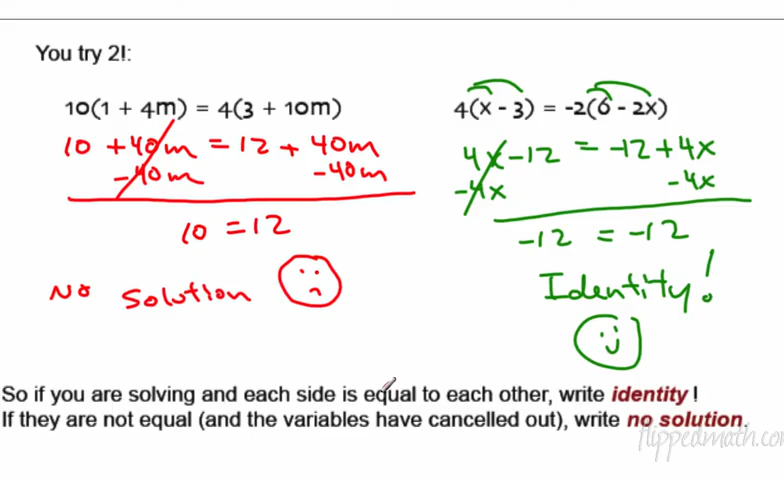 You try 2!:
10(1 + 4m) = 4(3 + 10m)
10 + 40m = 12 + 40m
-40m -40m
10 = 12
No Solution
4(x - 3) = -2(6 - 2x)
4x - 12 = -12 + 4x
-4x -4x
-12 = -12
Identity!
So if you are solving and each side is equal to each other, write identity !
If they are not equal (and the variables have cancelled out), write no solution.
flippedmath.com